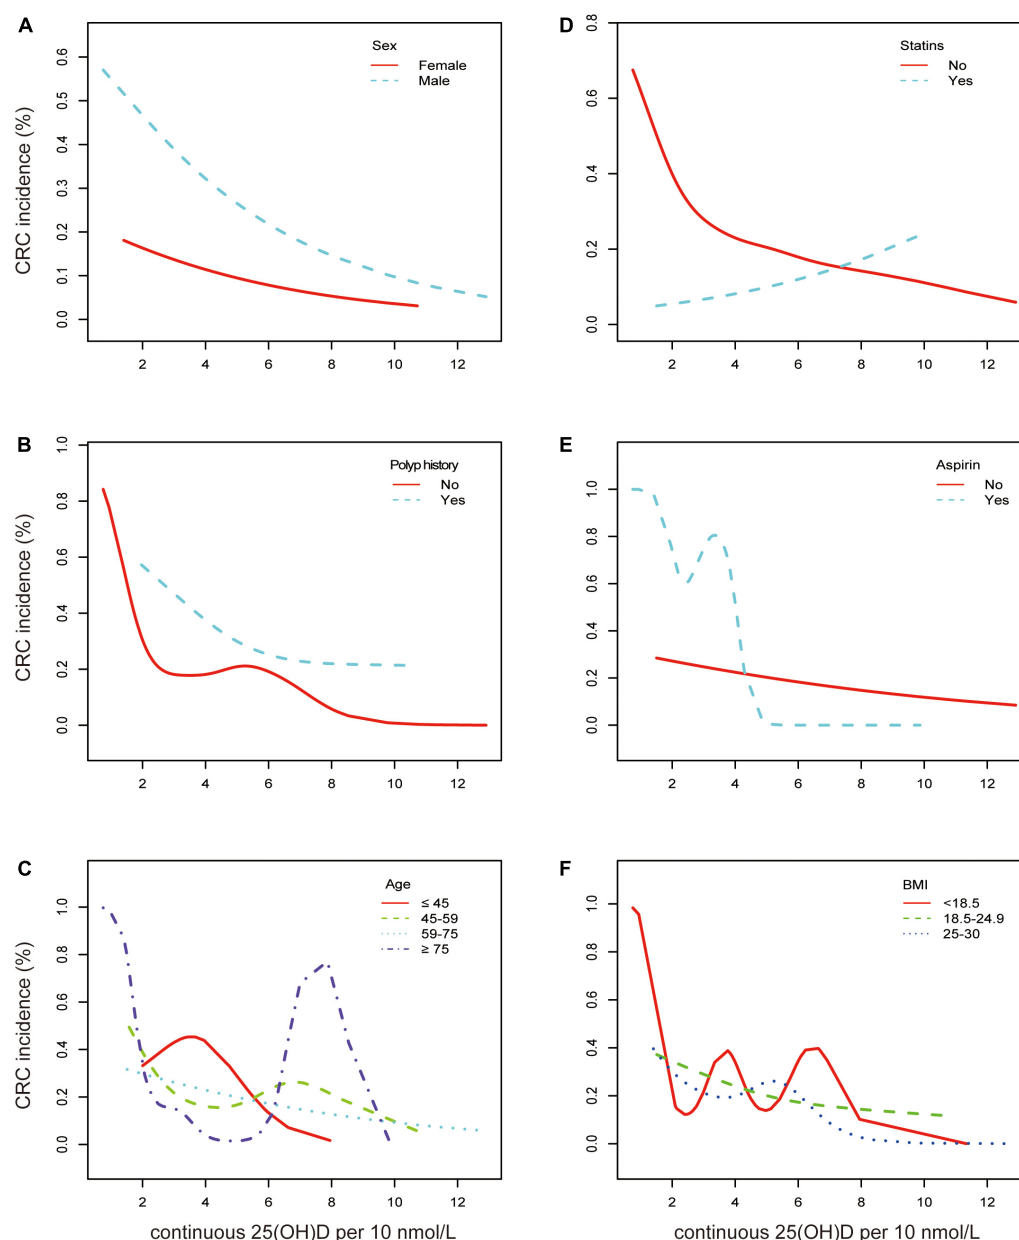 A
Sex
Female
Male
CRC incidence (%)
0.0 0.1 0.2 0.3 0.4 0.5 0.6
2 4 6 8 10 12
D
Statins
No
Yes
0.0 0.2 0.4 0.6 0.8
2 4 6 8 10 12
B
Polyp history
No
Yes
CRC incidence (%)
0.0 0.2 0.4 0.6 0.8 1.0
2 4 6 8 10 12
E
Aspirin
No
Yes
0.0 0.2 0.4 0.6 0.8 1.0
2 4 6 8 10 12
C
Age
≤ 45
45-59
59-75
≥ 75
CRC incidence (%)
0.0 0.2 0.4 0.6 0.8 1.0
2 4 6 8 10 12
continuous 25(OH)D per 10 nmol/L
F
BMI
<18.5
18.5-24.9
25-30
0.0 0.2 0.4 0.6 0.8 1.0
2 4 6 8 10 12
continuous 25(OH)D per 10 nmol/L